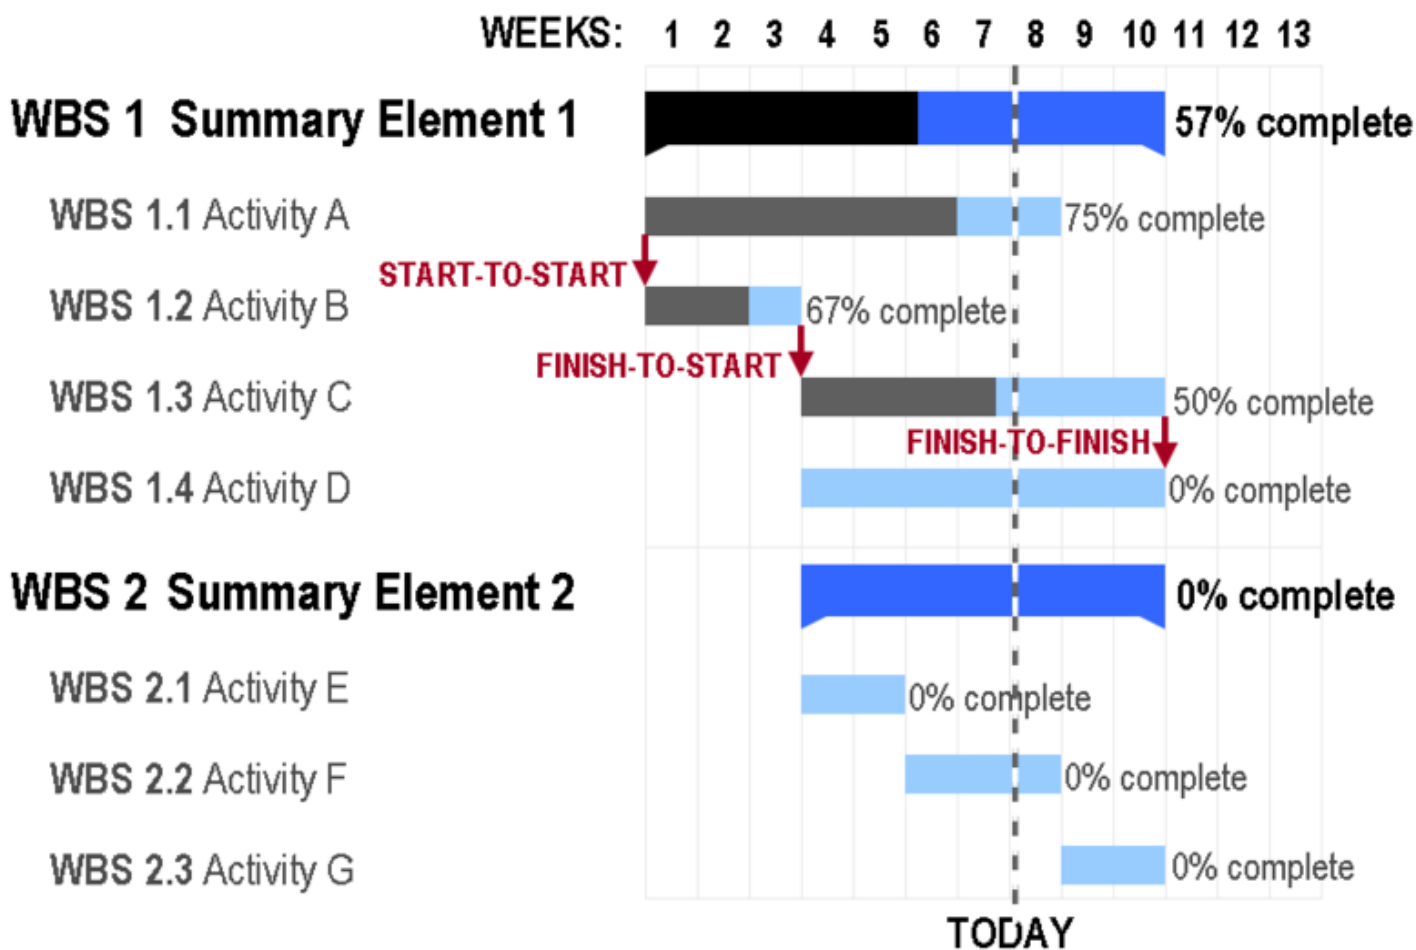 WEEKS: 1 2 3 4 5 6 7 8 9 10 11 12 13
WBS 1 Summary Element 1 57% complete
WBS 1.1 Activity A 75% complete
START-TO-START
WBS 1.2 Activity B 67% complete
FINISH-TO-START
WBS 1.3 Activity C 50% complete
FINISH-TO-FINISH
WBS 1.4 Activity D 0% complete
WBS 2 Summary Element 2 0% complete
WBS 2.1 Activity E 0% complete
WBS 2.2 Activity F 0% complete
WBS 2.3 Activity G 0% complete
TODAY